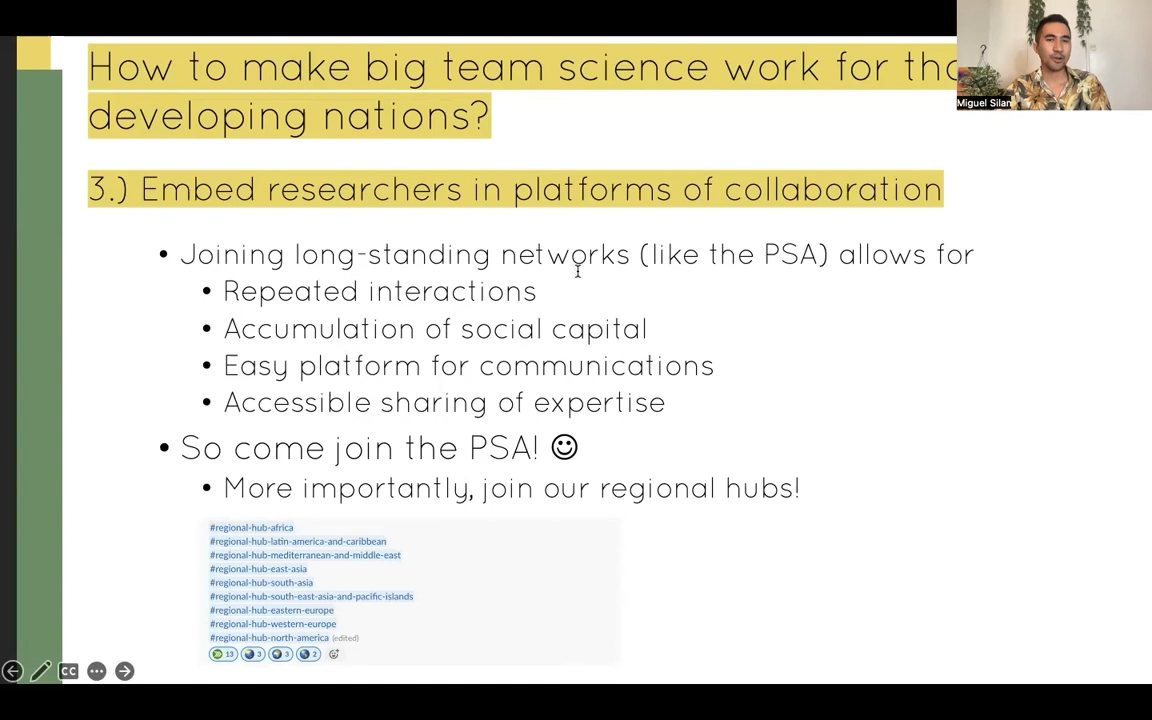 How to make big team science work for
developing nations?
Miguel Silan
3.) Embed researchers in platforms of collaboration
• Joining long-standing networks (like the PSA) allows for
• Repeated interactions
• Accumulation of social capital
• Easy platform for communications
• Accessible sharing of expertise
• So come join the PSA! ☺
• More importantly, join our regional hubs!
#regional-hub-africa
#regional-hub-latin-america-and-caribbean
#regional-hub-mediterranean-and-middle-east
#regional-hub-east-asia
#regional-hub-south-asia
#regional-hub-south-east-asia-and-pacific-islands
#regional-hub-eastern-europe
#regional-hub-western-europe
#regional-hub-north-america (edited)
13 3 3 2
CC